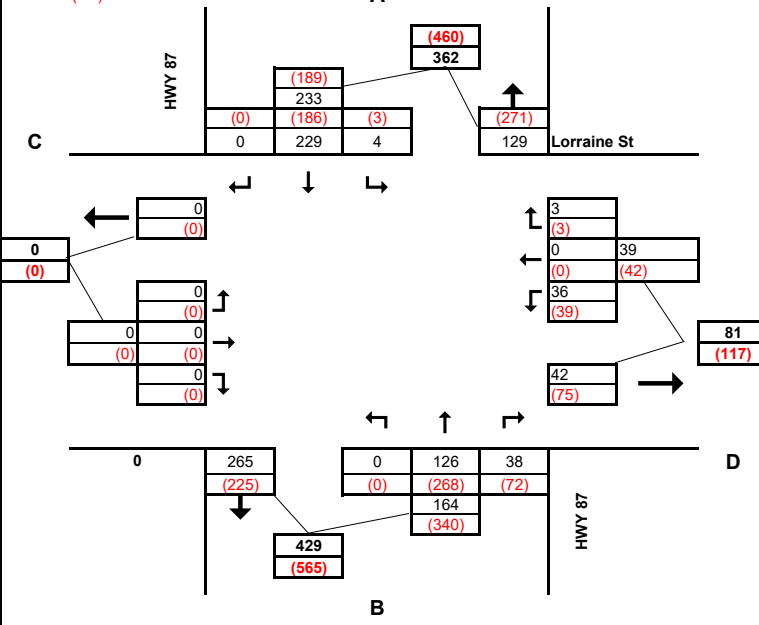 A
(460)
362
HWY 87
(189)
233
(0) (186) (3) (271)
C 0 229 4 129 Lorraine St
0 3
(0) (3)
0 0 39
(0) (0) (42)
0 36
(0) (39)
0 0 81
(0) (0) (117)
0 42
(0) (75)
0 265 0 126 38 D
(225) (0) (268) (72)
164
(340)
HWY 87
429
(565)
B